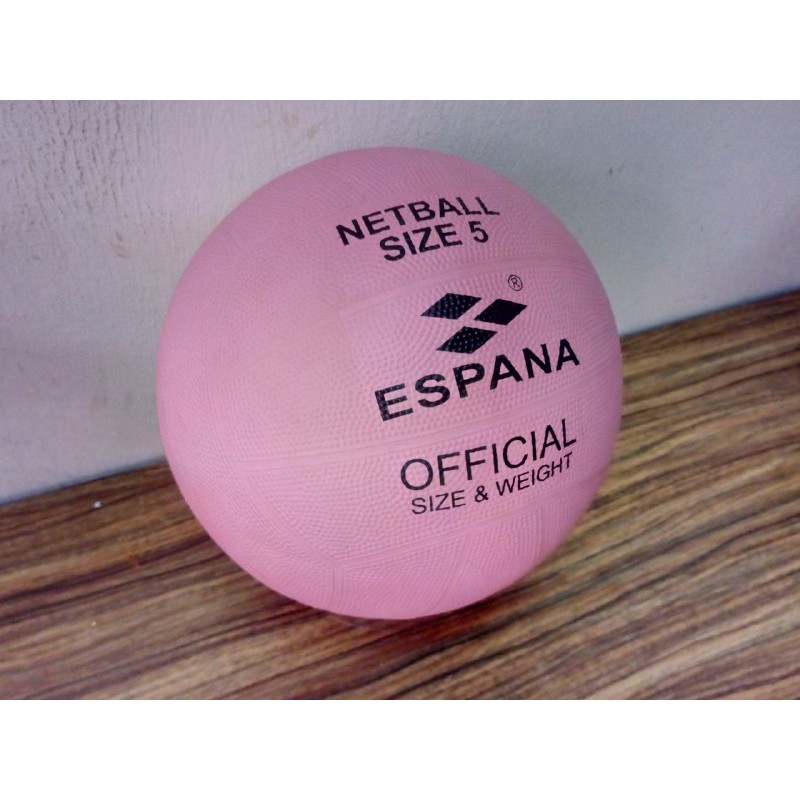 NETBALL
SIZE 5
®
ESPANA
OFFICIAL
SIZE & WEIGHT